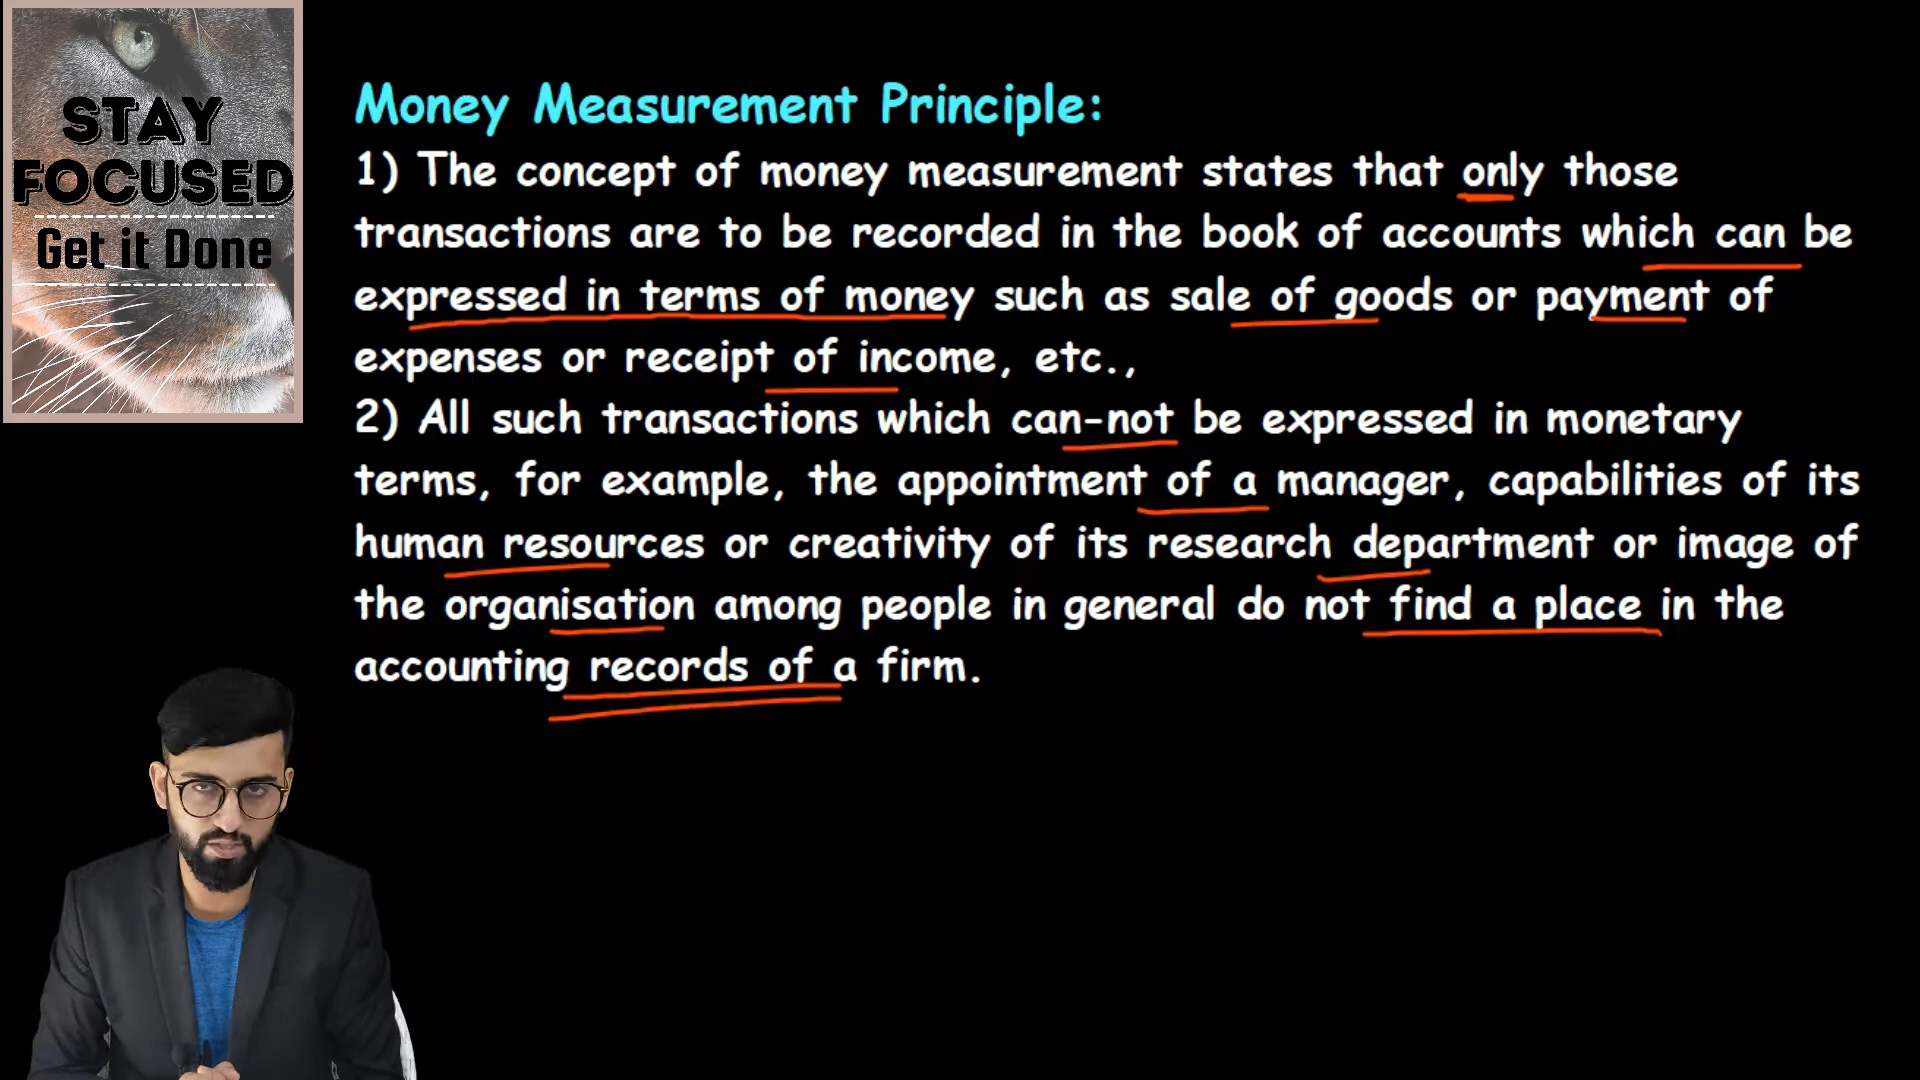 STAY
FOCUSED
Get it Done
Money Measurement Principle:
1) The concept of money measurement states that only those
transactions are to be recorded in the book of accounts which can be
expressed in terms of money such as sale of goods or payment of
expenses or receipt of income, etc.,
2) All such transactions which can-not be expressed in monetary
terms, for example, the appointment of a manager, capabilities of its
human resources or creativity of its research department or image of
the organisation among people in general do not find a place in the
accounting records of a firm.